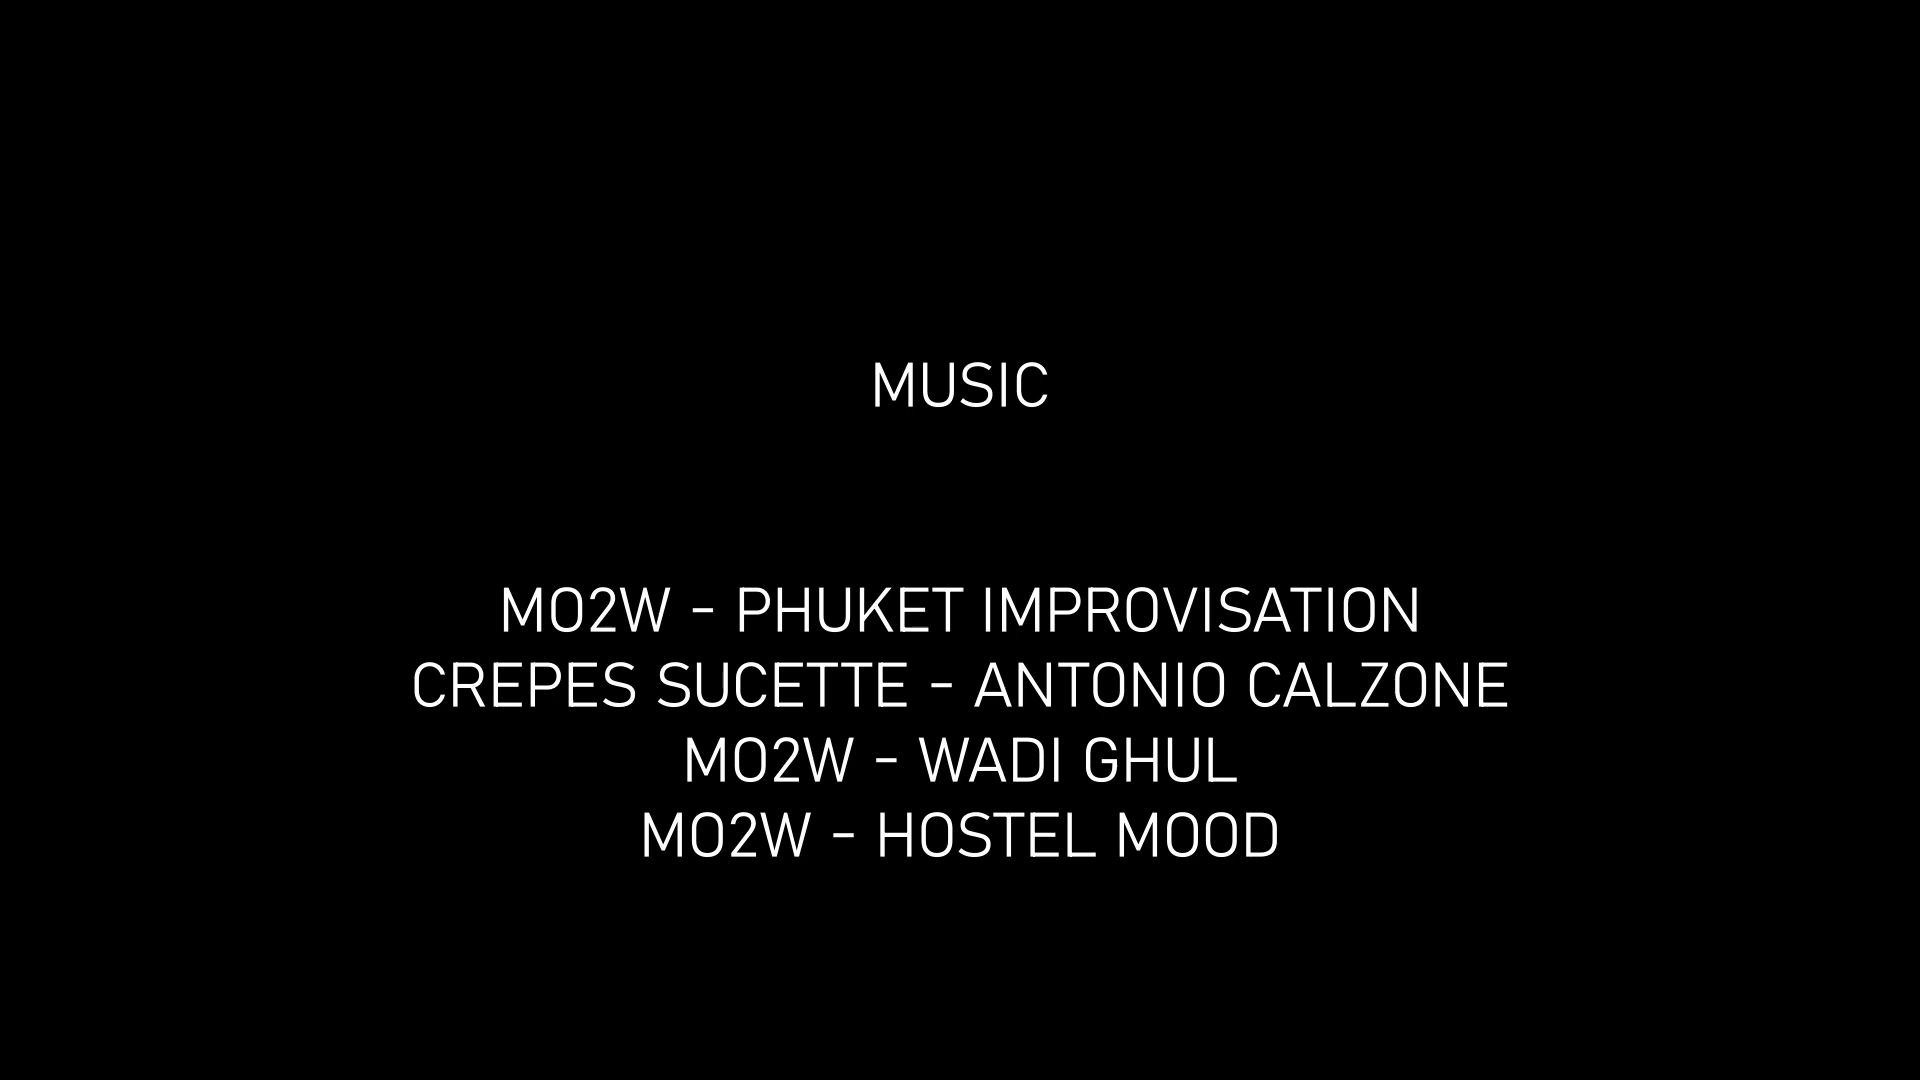 MUSIC
MO2W - PHUKET IMPROVISATION
CREPES SUCETTE - ANTONIO CALZONE
MO2W - WADI GHUL
MO2W - HOSTEL MOOD